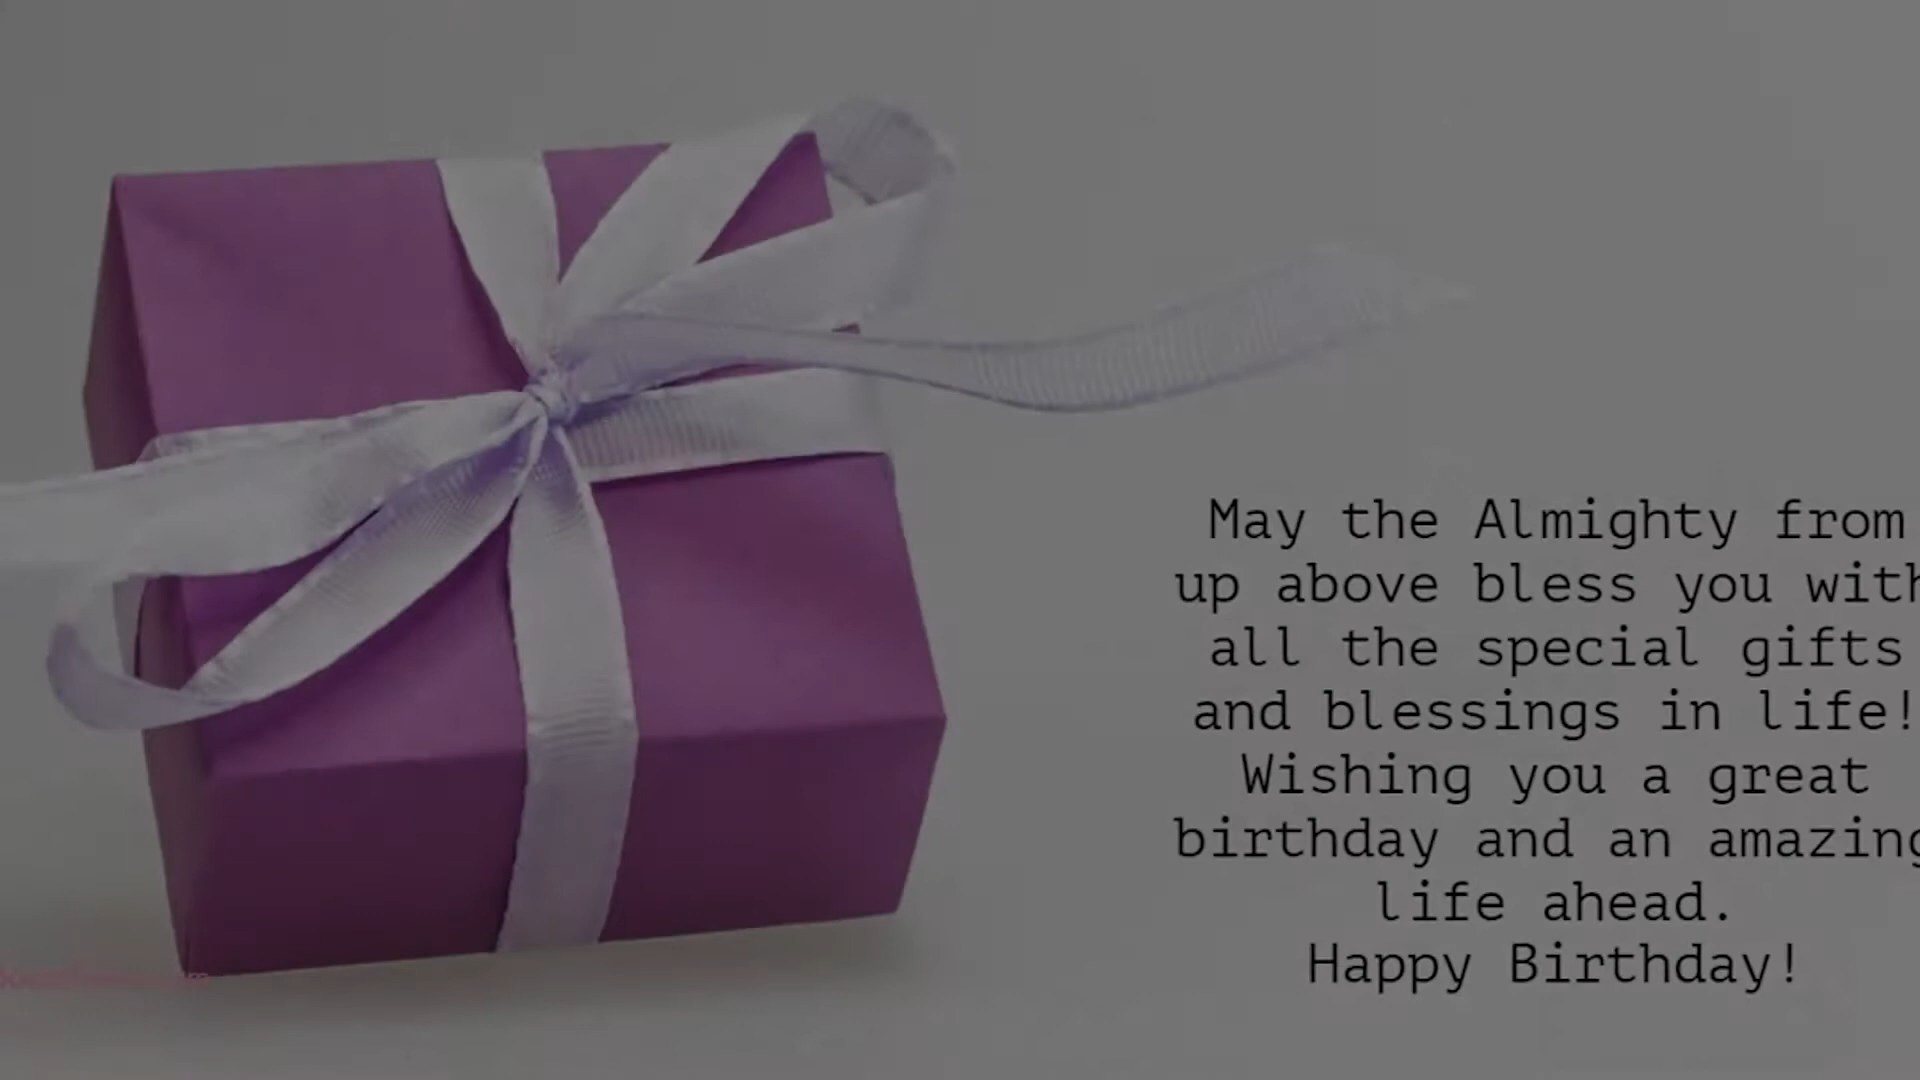 May the Almighty from
up above bless you with
all the special gifts
and blessings in life!
Wishing you a great
birthday and an amazing
life ahead.
Happy Birthday!